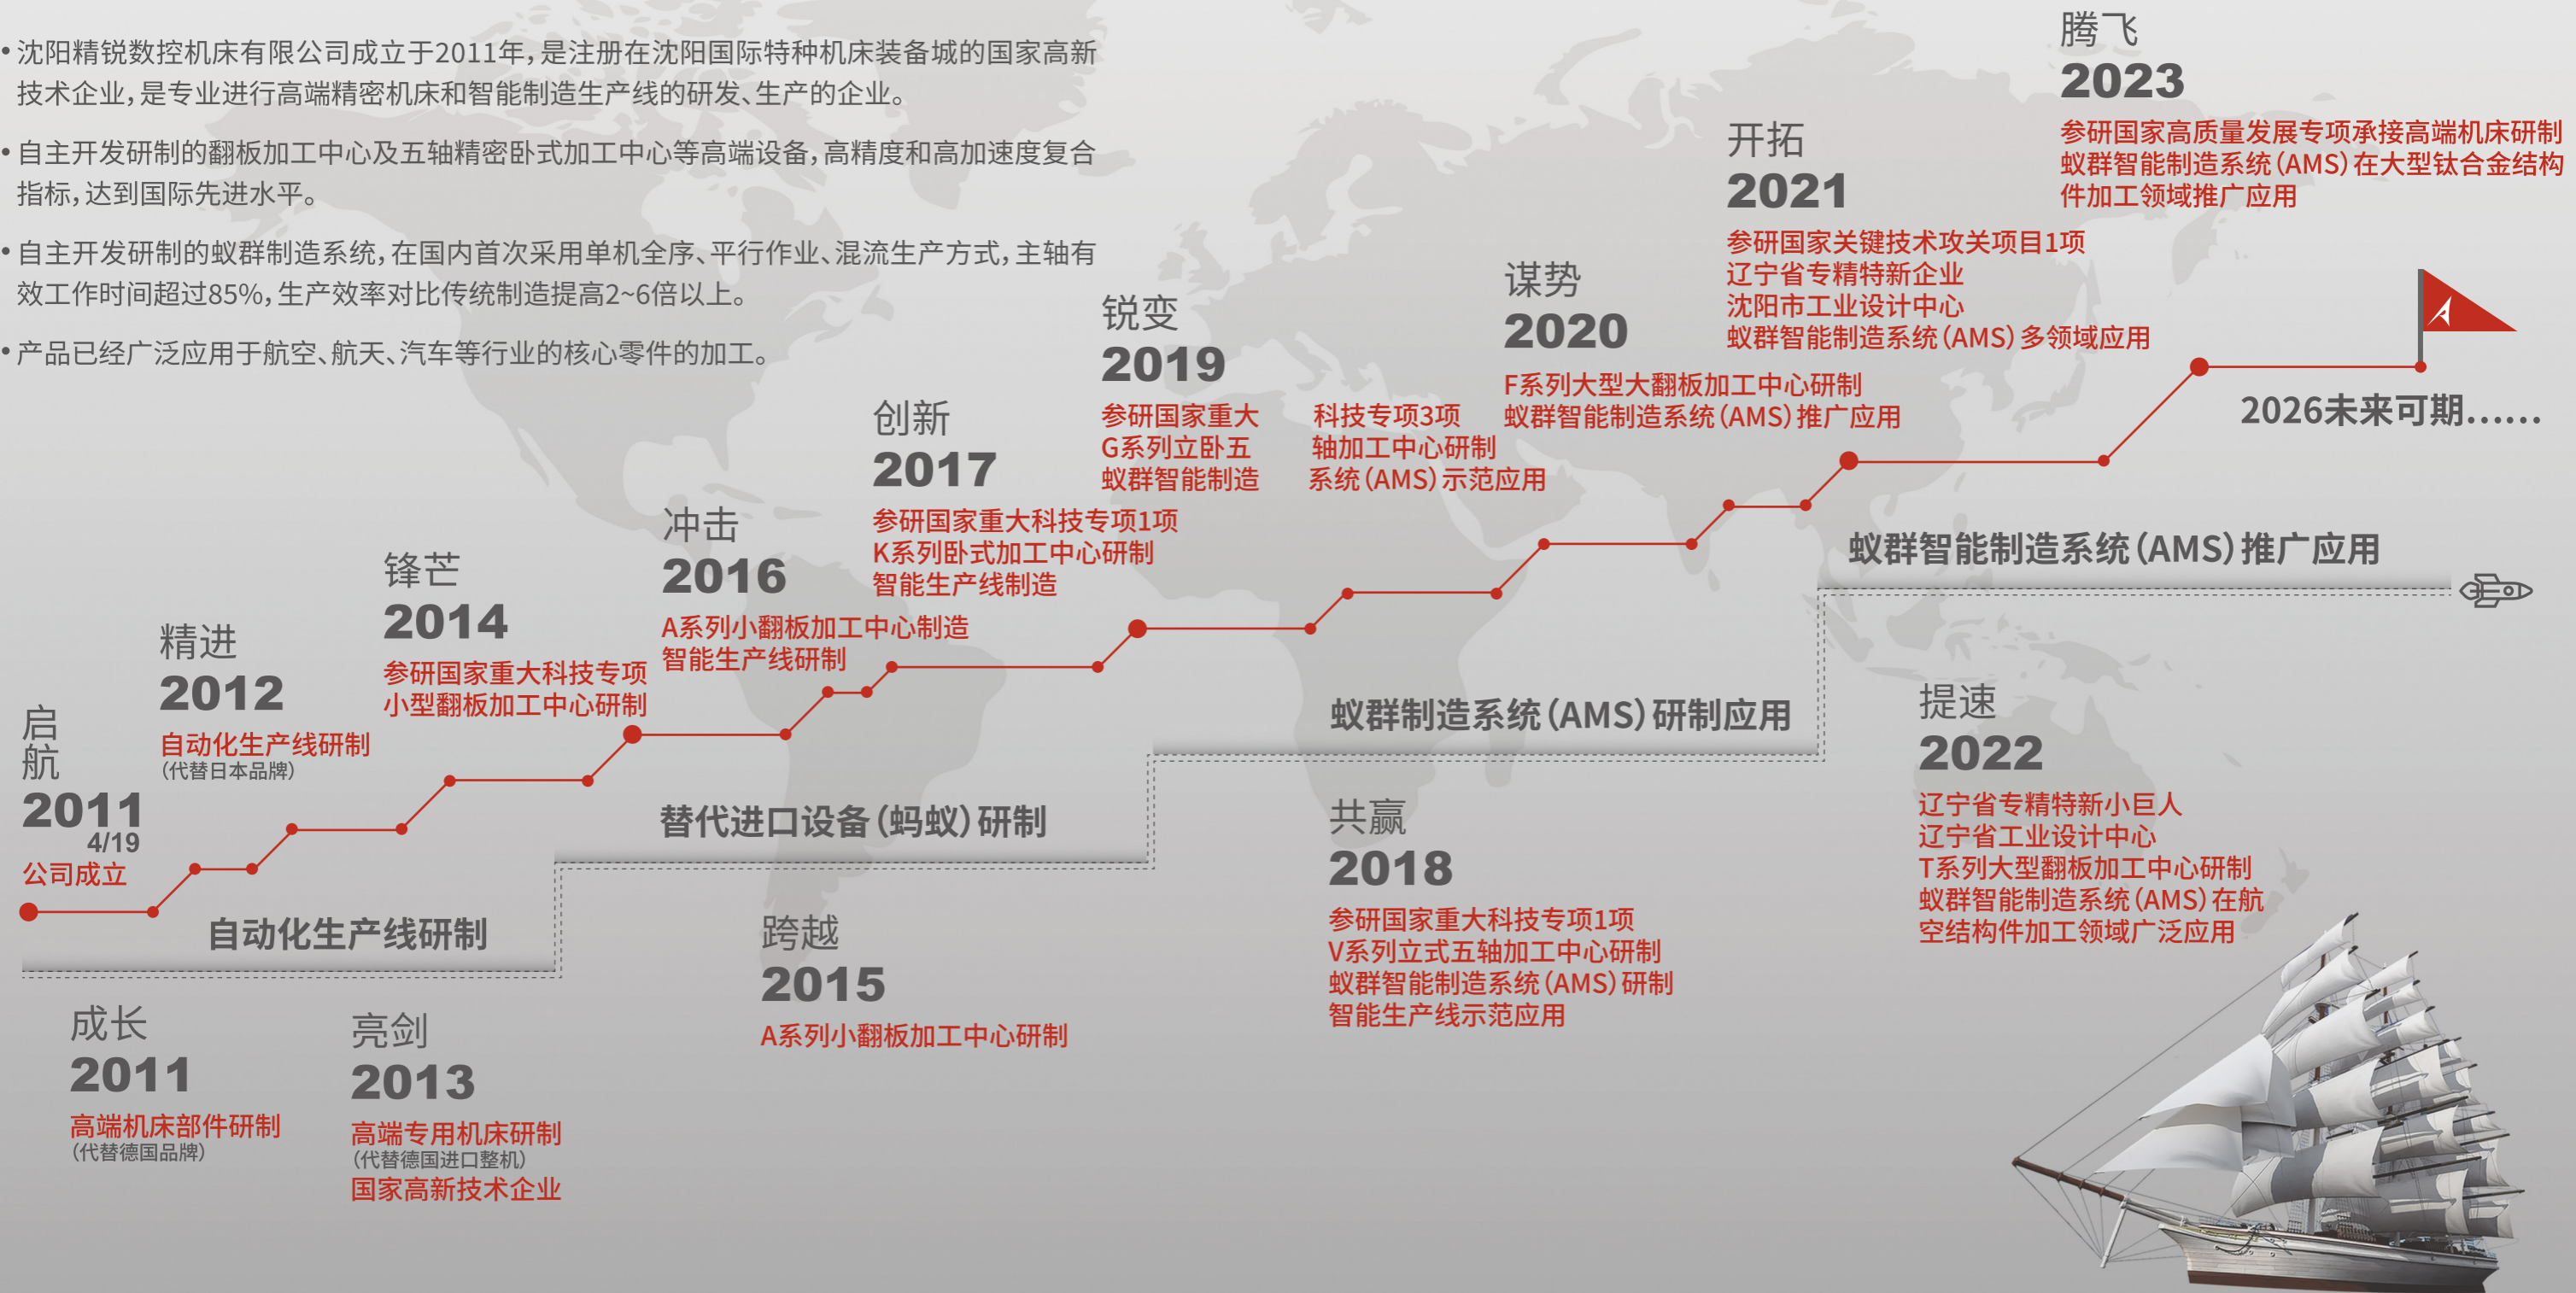 •沈阳精锐数控机床有限公司成立于2011年，是注册在沈阳国际特种机床装备城的国家高新
技术企业，是专业进行高端精密机床和智能制造生产线的研发、生产的企业。
•自主开发研制的翻板加工中心及五轴精密卧式加工中心等高端设备，高精度和高加速度复合
指标，达到国际先进水平。
•自主开发研制的蚁群制造系统，在国内首次采用单机全序、平行作业、混流生产方式，主轴有
效工作时间超过85%，生产效率对比传统制造提高2~6倍以上。
•产品已经广泛应用于航空、航天、汽车等行业的核心零件的加工。
启
航
2011
4/19
公司成立
成长
2011
高端机床部件研制
（代替德国品牌）
精进
2012
自动化生产线研制
（代替日本品牌）
亮剑
2013
高端专用机床研制
（代替德国进口整机）
国家高新技术企业
锋芒
2014
参研国家重大科技专项
小型翻板加工中心研制
跨越
2015
A系列小翻板加工中心研制
冲击
2016
A系列小翻板加工中心制造
智能生产线研制
创新
2017
参研国家重大科技专项1项
K系列卧式加工中心研制
智能生产线制造
共赢
2018
参研国家重大科技专项1项
V系列立式五轴加工中心研制
蚁群智能制造系统（AMS）研制
智能生产线示范应用
锐变
2019
参研国家重大 科技专项3项
G系列立卧五 轴加工中心研制
蚁群智能制造 系统（AMS）示范应用
谋势
2020
F系列大型大翻板加工中心研制
蚁群智能制造系统（AMS）推广应用
开拓
2021
参研国家关键技术攻关项目1项
辽宁省专精特新企业
沈阳市工业设计中心
蚁群智能制造系统（AMS）多领域应用
提速
2022
辽宁省专精特新小巨人
辽宁省工业设计中心
T系列大型翻板加工中心研制
蚁群智能制造系统（AMS）在航
空结构件加工领域广泛应用
腾飞
2023
参研国家高质量发展专项承接高端机床研制
蚁群智能制造系统（AMS）在大型钛合金结构
件加工领域推广应用
2026未来可期……
自动化生产线研制
替代进口设备（蚂蚁）研制
蚁群制造系统（AMS）研制应用
蚁群智能制造系统（AMS）推广应用